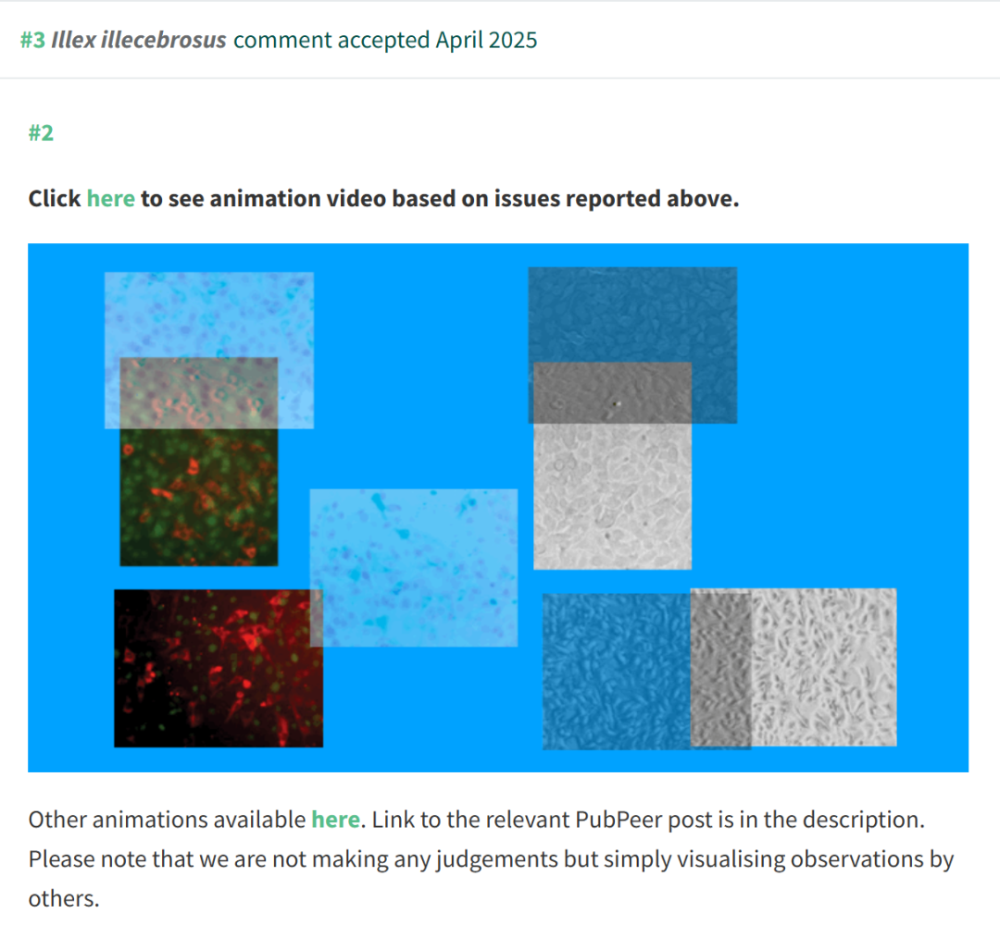 #3 Illex illecebrosus comment accepted April 2025
#2
Click here to see animation video based on issues reported above.
Other animations available here. Link to the relevant PubPeer post is in the description.
Please note that we are not making any judgements but simply visualising observations by
others.